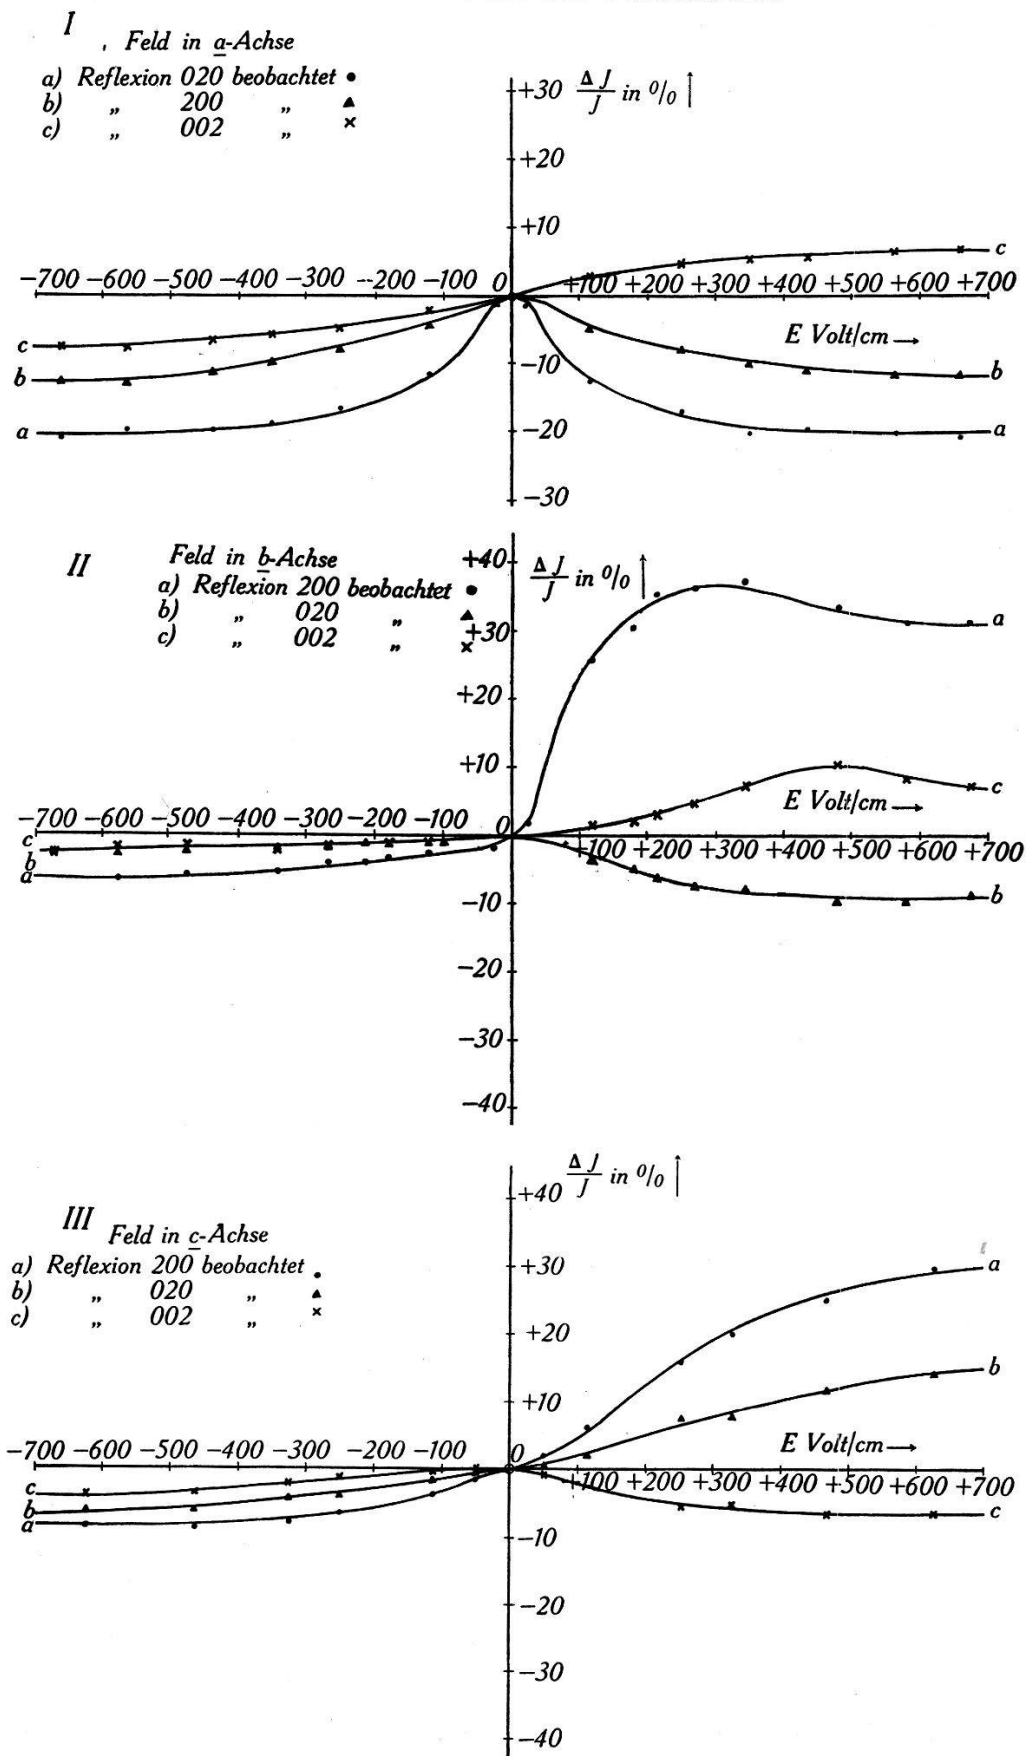 I
Feld in a-Achse
a) Reflexion 020 beobachtet •
b) „ 200 „ ▲
c) „ 002 „ ×
ΔJ/J in % ↑
+30
+20
+10
-700 -600 -500 -400 -300 -200 -100 0 +100 +200 +300 +400 +500 +600 +700
E Volt/cm →
c
b
a
c
b
a
-10
-20
-30
II
Feld in b-Achse
a) Reflexion 200 beobachtet •
b) „ 020 „ ▲
c) „ 002 „ ×
ΔJ/J in % ↑
+40
+30
+20
+10
a
c
E Volt/cm →
-700 -600 -500 -400 -300 -200 -100 0
+100 +200 +300 +400 +500 +600 +700
c
b
a
b
-10
-20
-30
-40
III
Feld in c-Achse
a) Reflexion 200 beobachtet •
b) „ 020 „ ▲
c) „ 002 „ ×
ΔJ/J in % ↑
+40
+30
+20
+10
a
b
E Volt/cm →
-700 -600 -500 -400 -300 -200 -100 0
+100 +200 +300 +400 +500 +600 +700
c
b
a
c
-10
-20
-30
-40